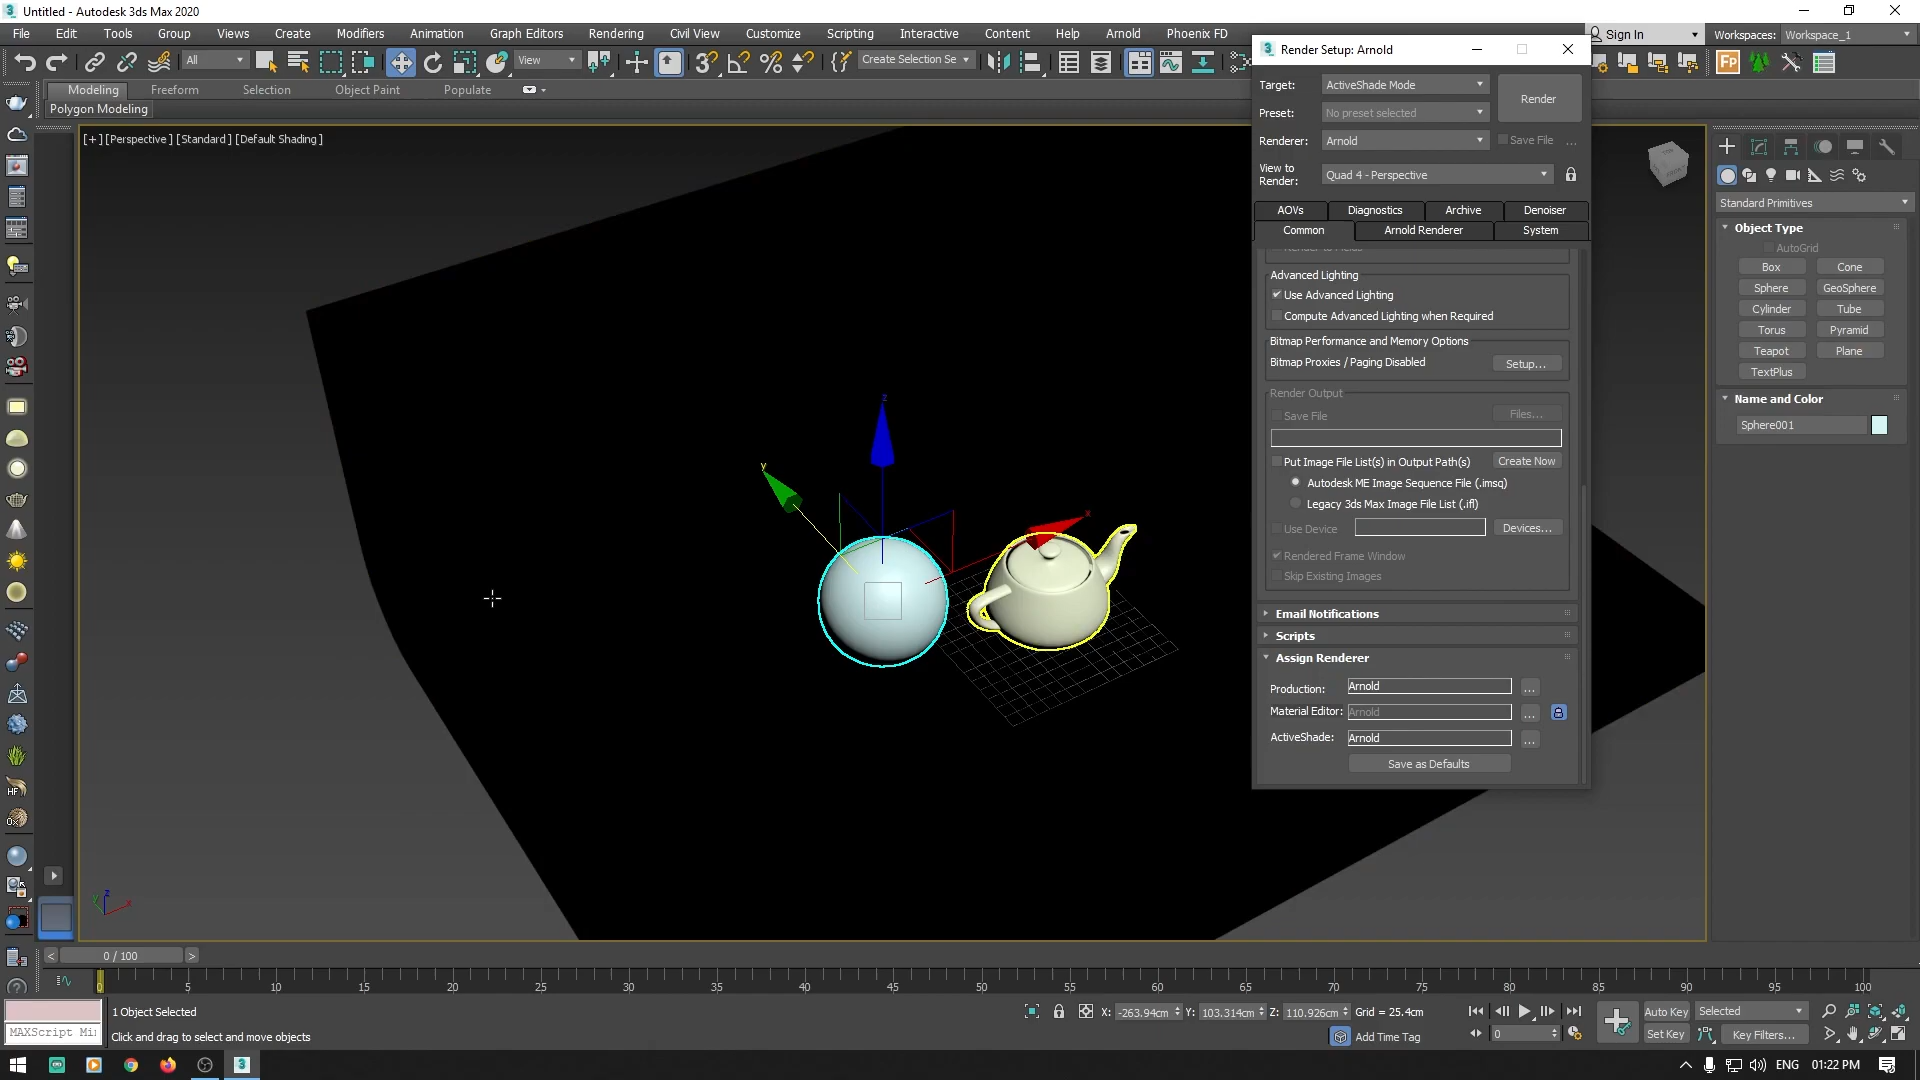 Untitled - Autodesk 3ds Max 2020
File Edit Tools Group Views Create Modifiers Animation Graph Editors Rendering Civil View Customize Scripting Interactive Content Help Arnold Phoenix FD
Sign In Workspaces: Workspace_1
All View Create Selection Se
Modeling Freeform Selection Object Paint Populate
Polygon Modeling
[+] [Perspective] [Standard] [Default Shading]
Render Setup: Arnold
Target: ActiveShade Mode Render
Preset: No preset selected
Renderer: Arnold Save File ...
View to Render: Quad 4 - Perspective
AOVs Diagnostics Archive Denoiser
Common Arnold Renderer System
Render to Fields
Advanced Lighting
Use Advanced Lighting
Compute Advanced Lighting when Required
Bitmap Performance and Memory Options
Bitmap Proxies / Paging Disabled Setup...
Render Output
Save File Files...
Put Image File List(s) in Output Path(s) Create Now
Autodesk ME Image Sequence File (.imsq)
Legacy 3ds Max Image File List (.ifl)
Use Device Devices...
Rendered Frame Window
Skip Existing Images
Email Notifications
Scripts
Assign Renderer
Production: Arnold ...
Material Editor: Arnold ...
ActiveShade: Arnold ...
Save as Defaults
Standard Primitives
Object Type
AutoGrid
Box Cone
Sphere GeoSphere
Cylinder Tube
Torus Pyramid
Teapot Plane
TextPlus
Name and Color
Sphere001
z
y
x
z
x
HF
< 0 / 100 >
0 5 10 15 20 25 30 35 40 45 50 55 60 65 70 75 80 85 90 95 100
1 Object Selected
X: -263.94cm Y: 103.314cm Z: 110.926cm Grid = 25.4cm
Auto Key Selected
MAXScript Mi
Click and drag to select and move objects
Add Time Tag
0
Set Key Key Filters...
ENG 01:22 PM